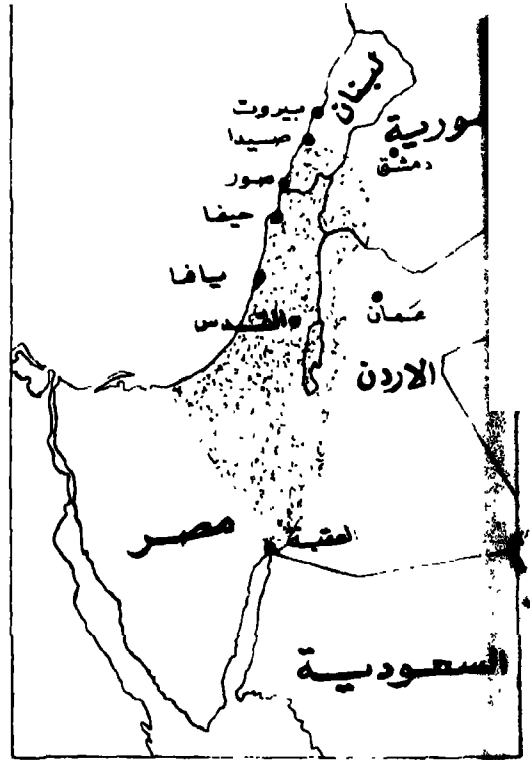 لبنان
بيروت
سورية
صيدا
دمشق
صور
حيفا
يافا
عمان
القدس
الاردن
مصر
العقبة
السعودية